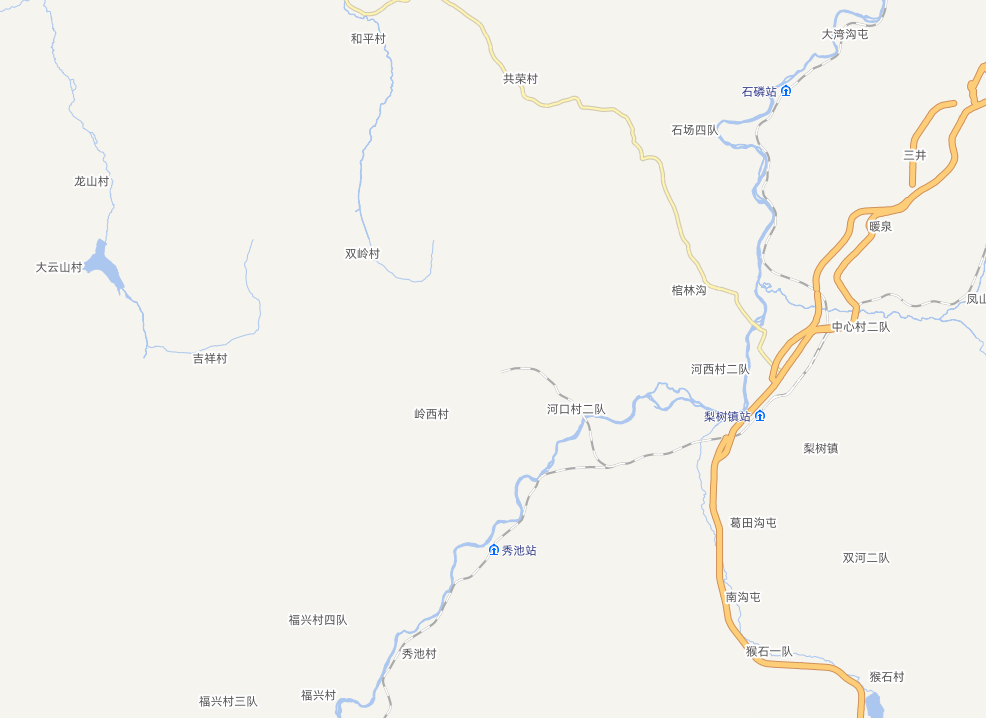 大湾沟屯
和平村
共荣村
石磷站
石场四队
三井
龙山村
暖泉
双岭村
大云山村
棺林沟
凤山
中心村二队
吉祥村
河西村二队
河口村二队
岭西村
梨树镇站
梨树镇
葛田沟屯
秀池站
双河二队
南沟屯
福兴村四队
猴石一队
秀池村
猴石村
福兴村
福兴村三队